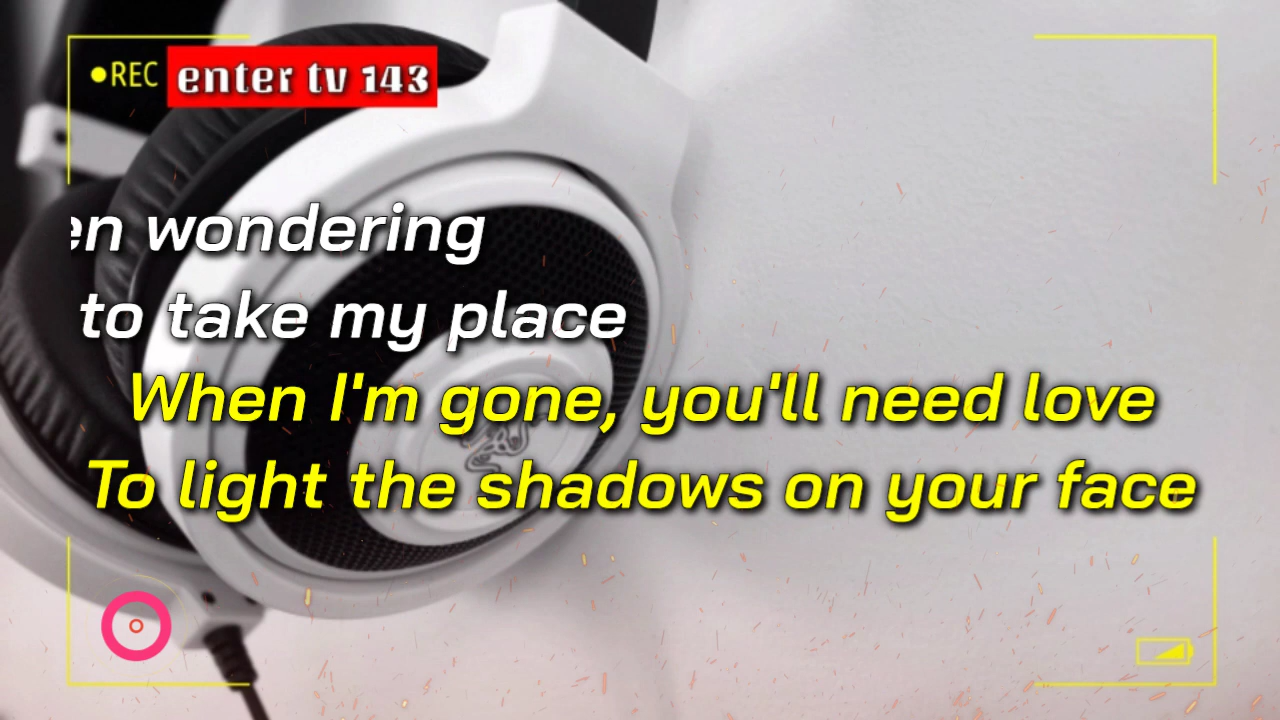 REC
enter tv 143
en wondering
to take my place
When I'm gone, you'll need love
To light the shadows on your face